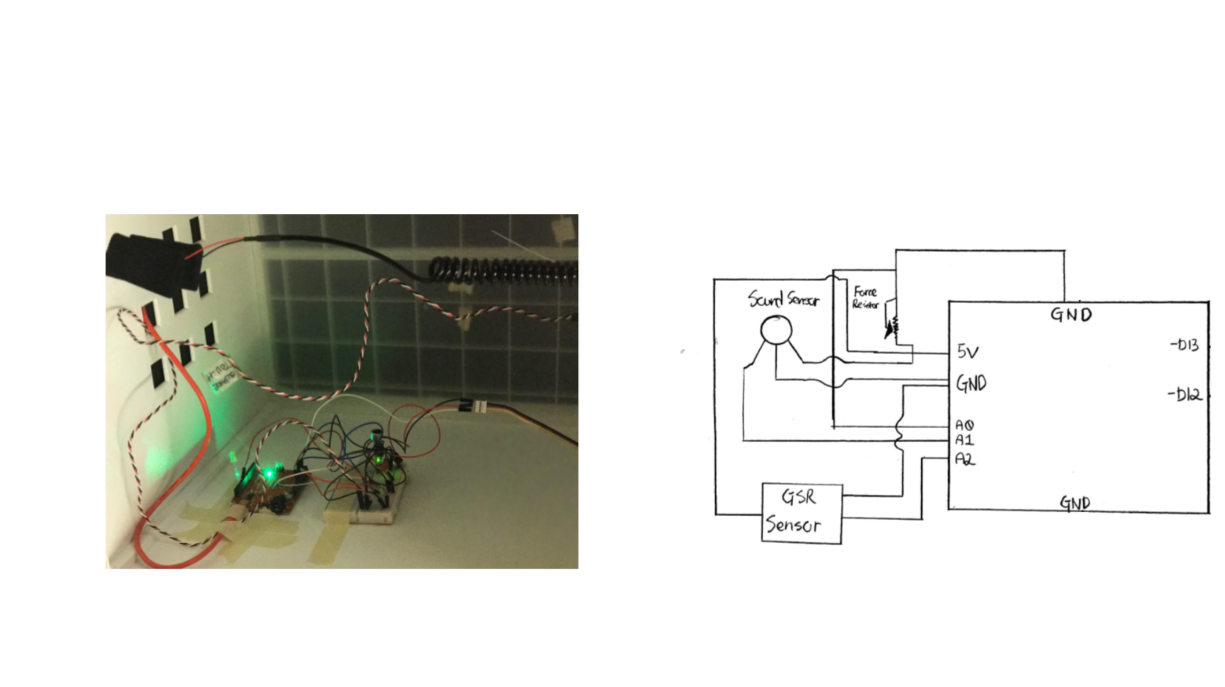 Sound Sensor
Force
Resistor
GND
5V
-D13
GND
-D12
A0
A1
A2
GSR
Sensor
GND